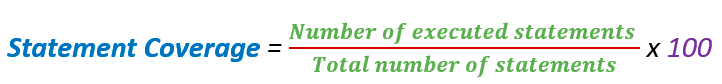 Number of executed statements
Statement Coverage = x 100
Total number of statements